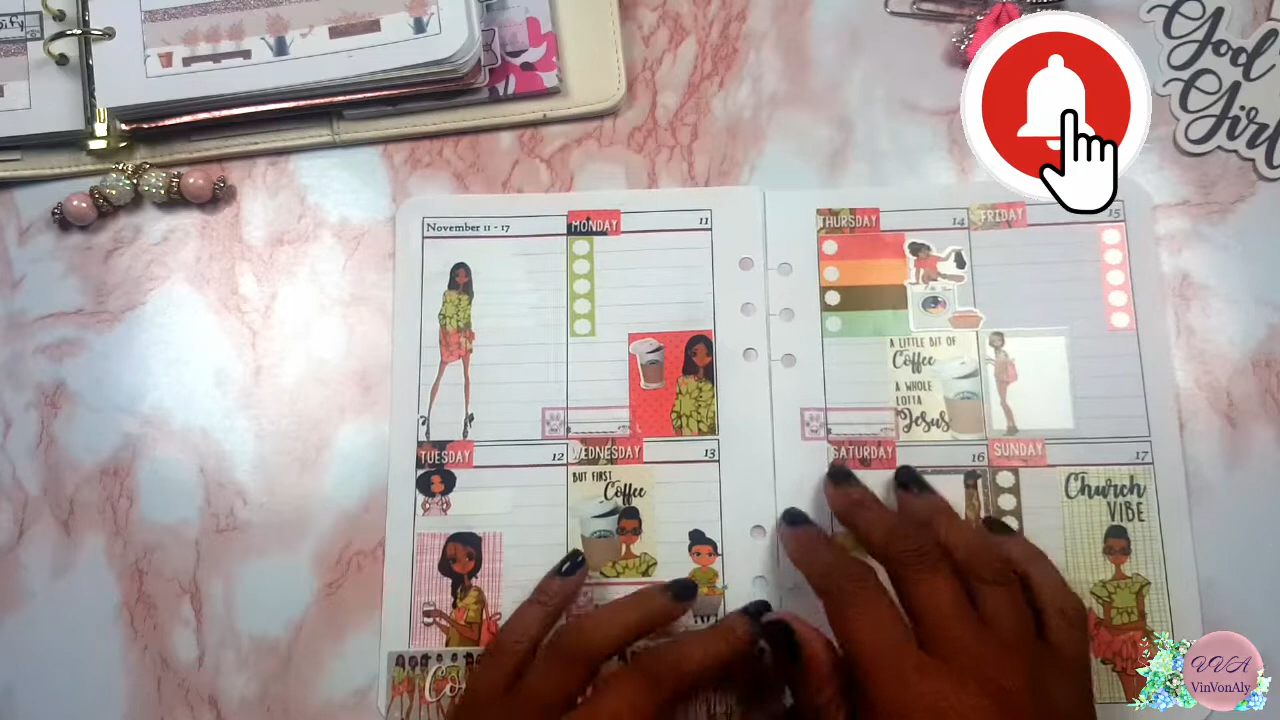 God
Girl
November 11 - 17
MONDAY
11
THURSDAY
14
FRIDAY
15
A LITTLE BIT OF
Coffee
A WHOLE
LOTTA
Jesus
TUESDAY
12
WEDNESDAY
13
SATURDAY
16
SUNDAY
17
BUT FIRST
Coffee
Church
VIBE
VVA
VinVonAly